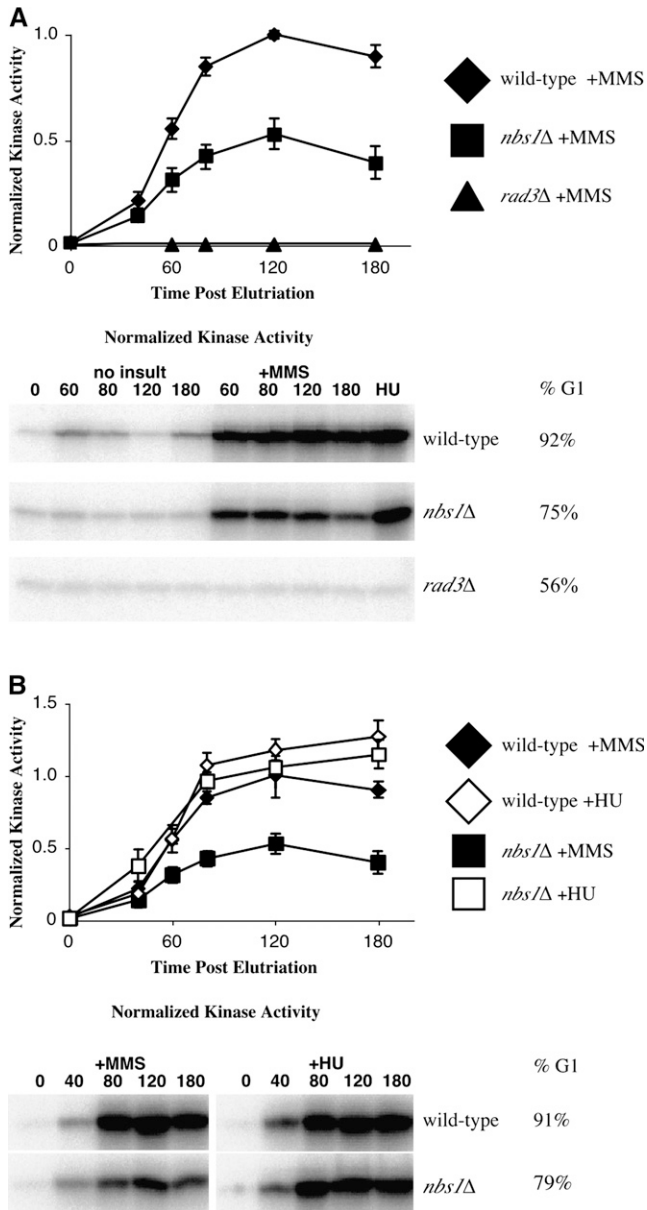 A
Normalized Kinase Activity
1.0
0.5
0
0 60 120 180
Time Post Elutriation
wild-type +MMS
nbs1Δ +MMS
rad3Δ +MMS
Normalized Kinase Activity
no insult +MMS
0 60 80 120 180 60 80 120 180 HU % G1
wild-type 92%
nbs1Δ 75%
rad3Δ 56%
B
Normalized Kinase Activity
1.5
1.0
0.5
0
0 60 120 180
Time Post Elutriation
wild-type +MMS
wild-type +HU
nbs1Δ +MMS
nbs1Δ +HU
Normalized Kinase Activity
+MMS +HU % G1
0 40 80 120 180 0 40 80 120 180
wild-type 91%
nbs1Δ 79%